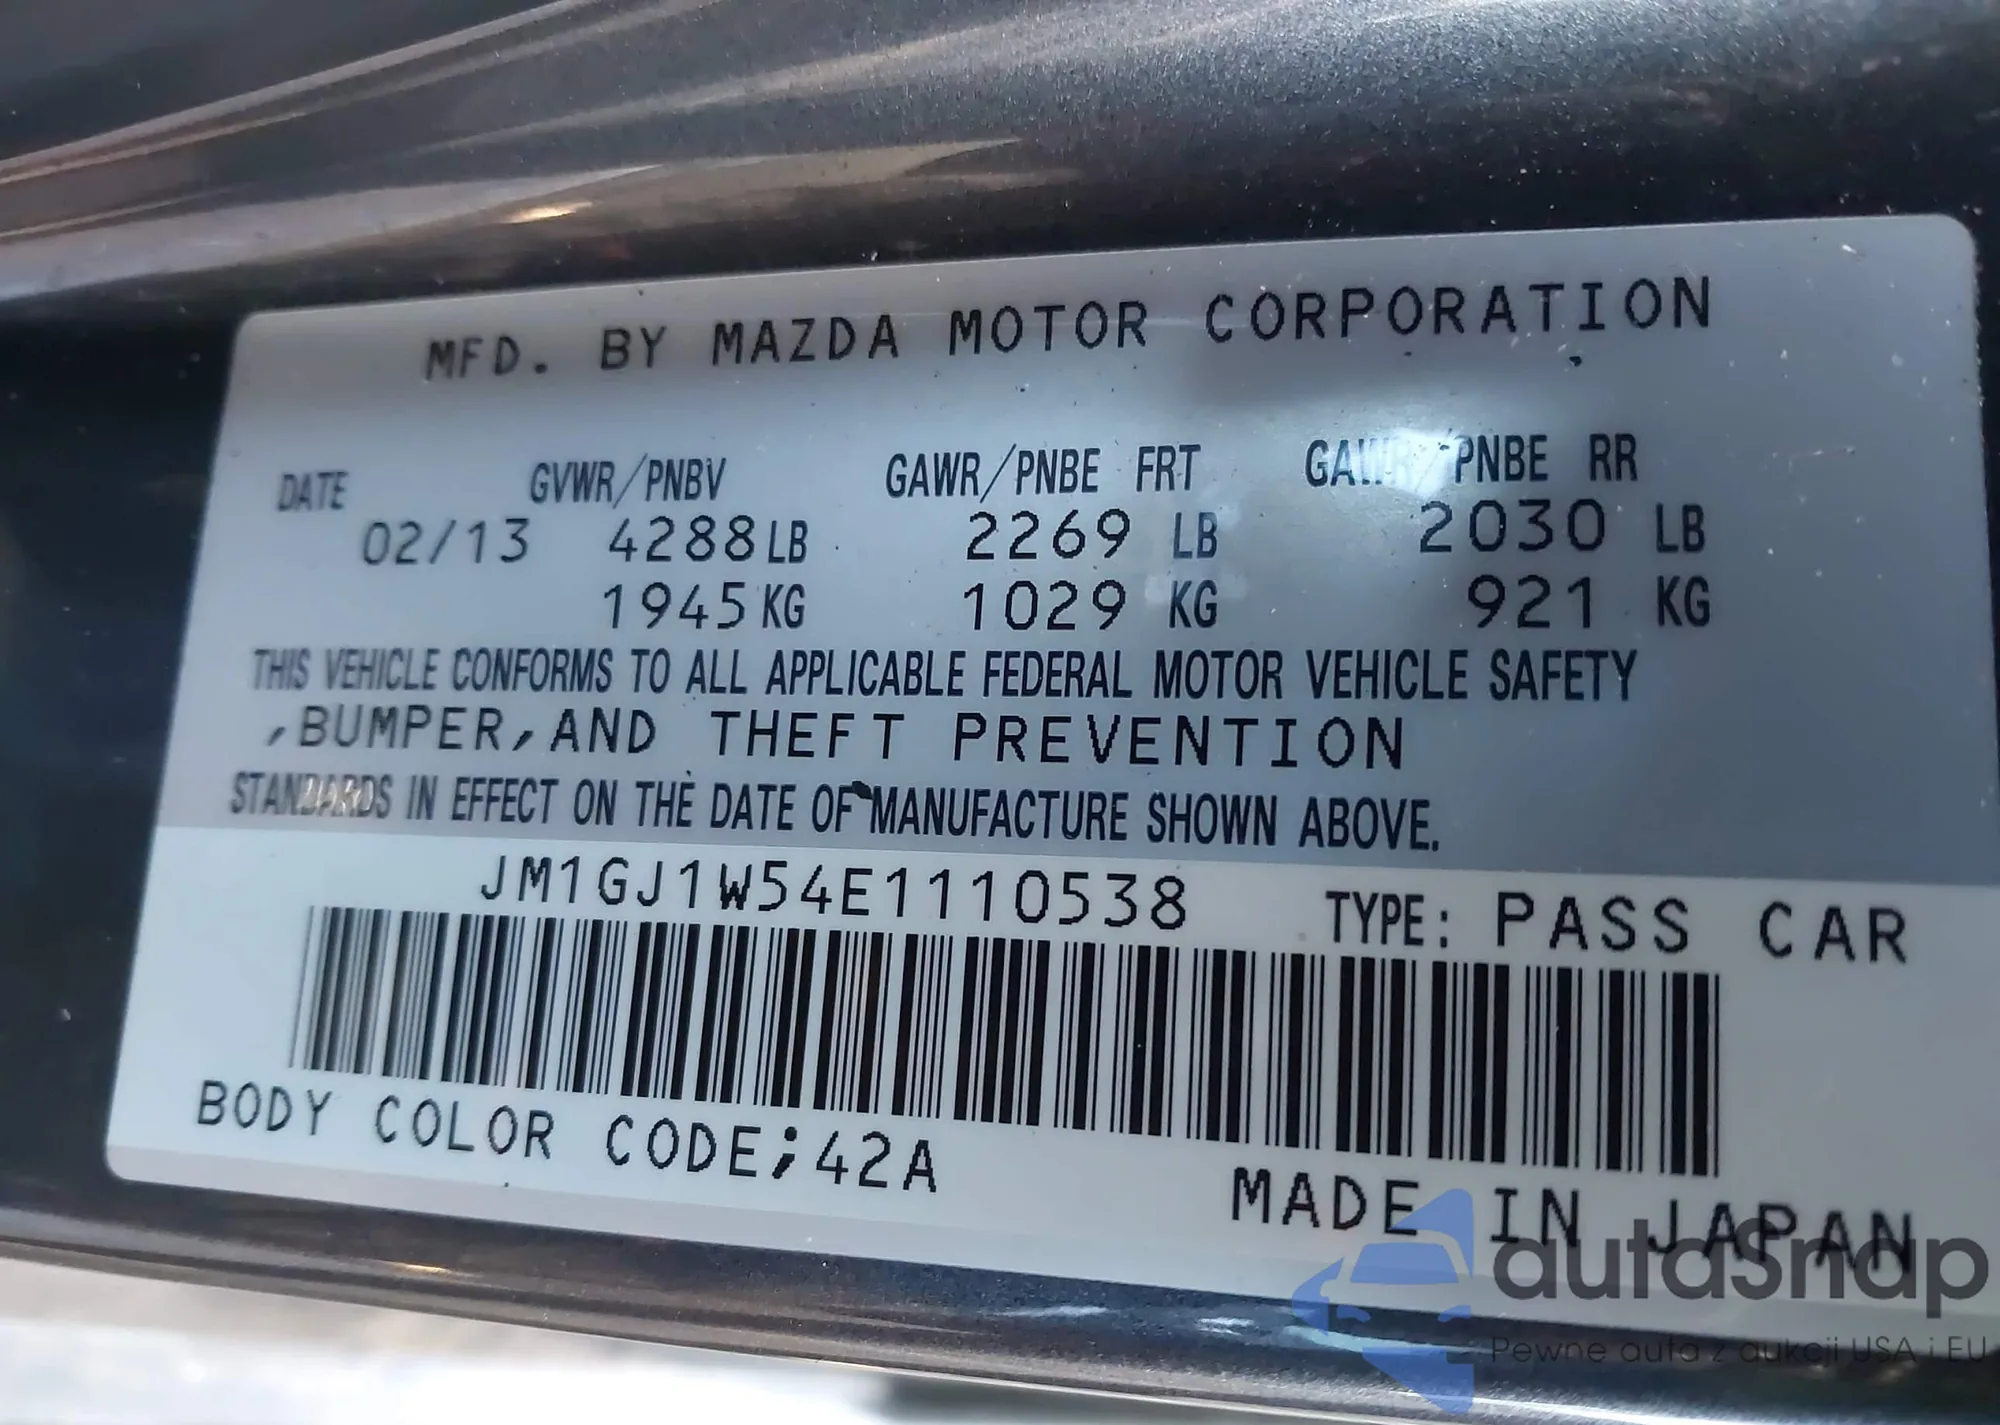 MFD. BY MAZDA MOTOR CORPORATION
DATE GVWR/PNBV GAWR/PNBE FRT GAWR/PNBE RR
02/13 4288LB 2269 LB 2030 LB
1945KG 1029 KG 921 KG
THIS VEHICLE CONFORMS TO ALL APPLICABLE FEDERAL MOTOR VEHICLE SAFETY
,BUMPER,AND THEFT PREVENTION
STANDARDS IN EFFECT ON THE DATE OF MANUFACTURE SHOWN ABOVE.
JM1GJ1W54E1110538 TYPE: PASS CAR
BODY COLOR CODE;42A
MADE IN JAPAN
autaSnap
Pewne auta z aukcji USA i EU